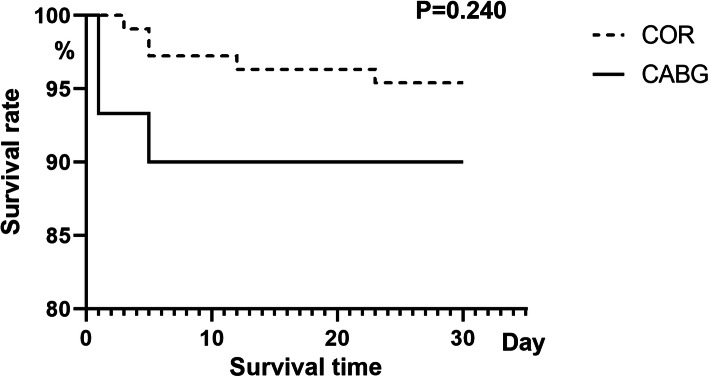 P=0.240
COR
CABG
%
Survival rate
100
95
90
85
80
0 10 20 30 Day
Survival time